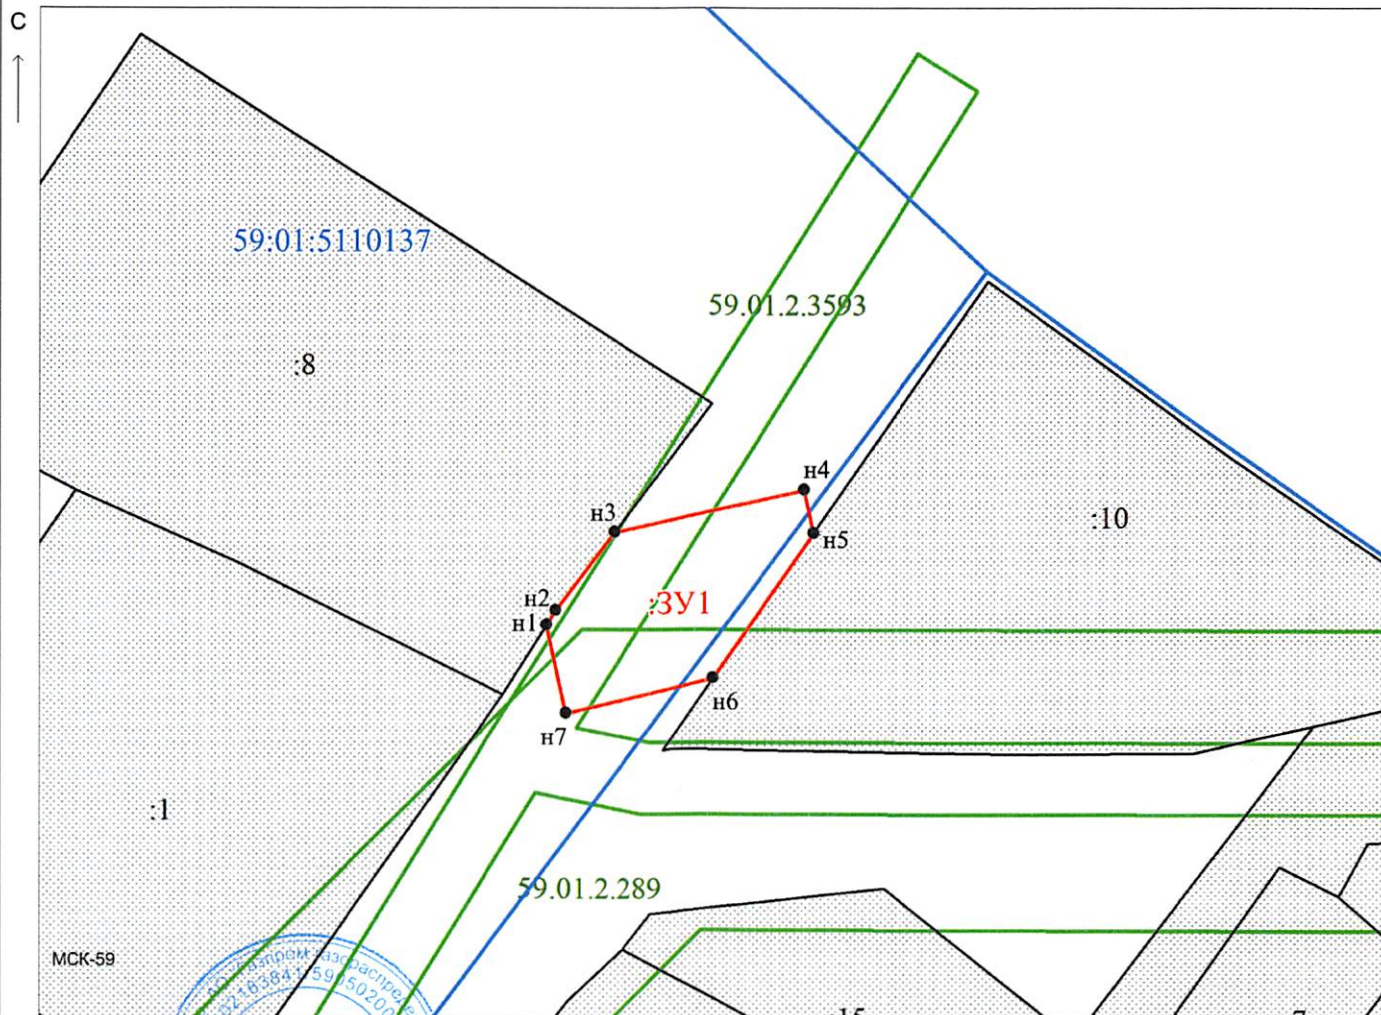 С
59:01:5110137
59.01.2.3593
:8
н4
:10
н3
н5
н2
:ЗУ1
н1
н6
н7
:1
59.01.2.289
МСК-59
газораспреде